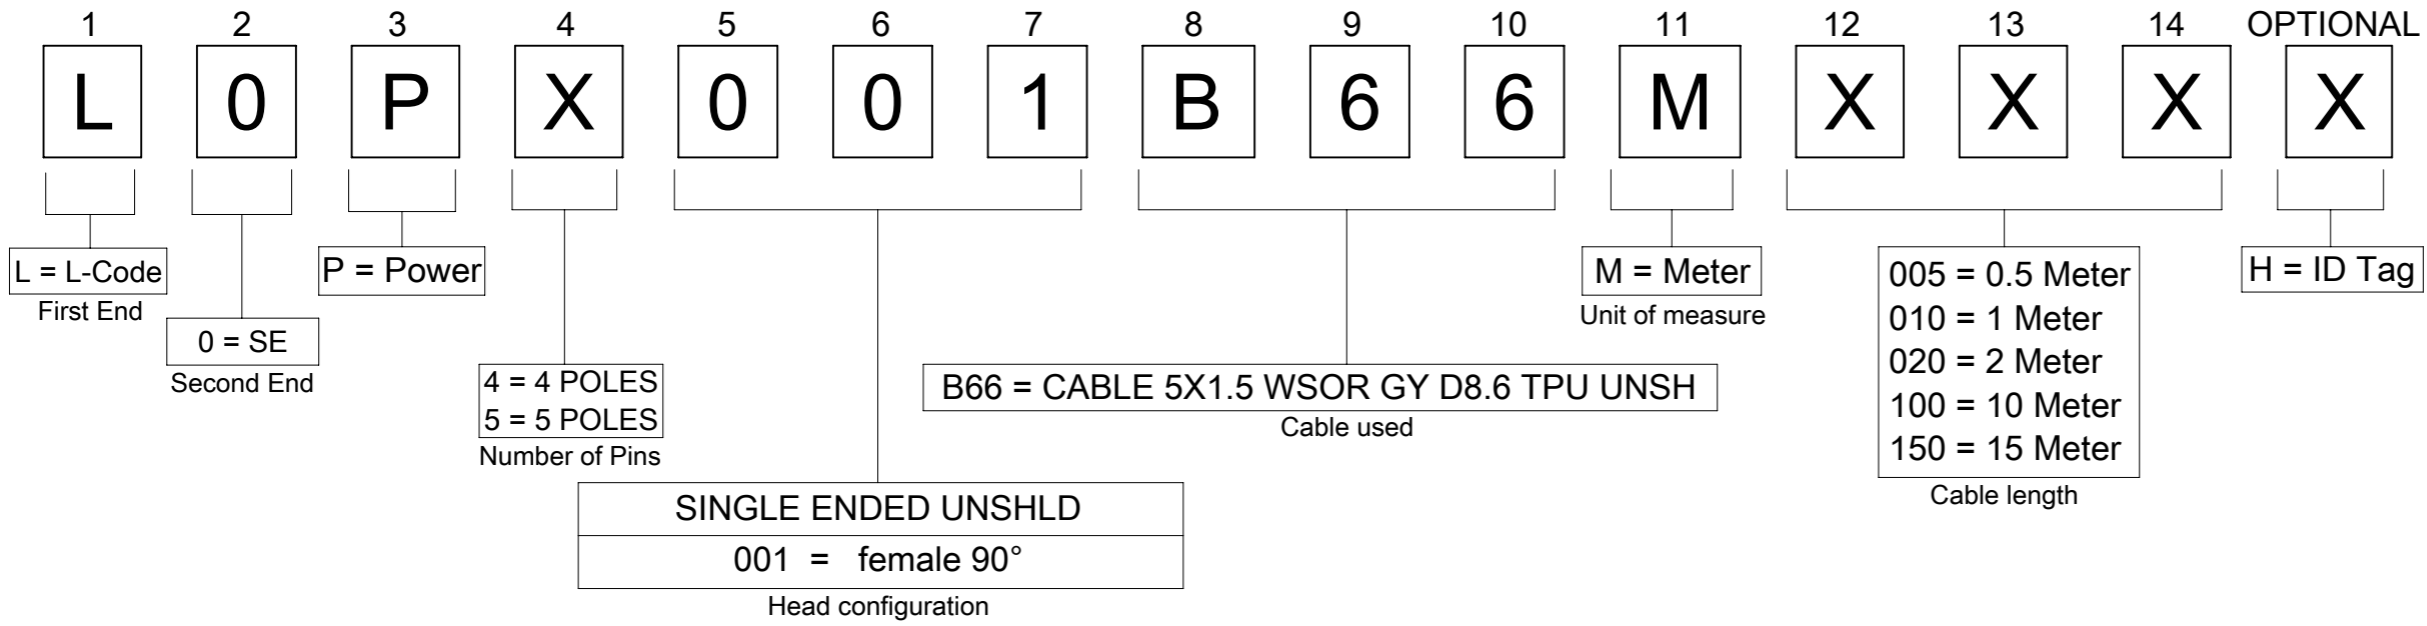 1 2 3 4 5 6 7 8 9 10 11 12 13 14 OPTIONAL
L 0 P X 0 0 1 B 6 6 M X X X X
L = L-Code
First End
0 = SE
Second End
P = Power
4 = 4 POLES
5 = 5 POLES
Number of Pins
SINGLE ENDED UNSHLD
001 = female 90°
Head configuration
B66 = CABLE 5X1.5 WSOR GY D8.6 TPU UNSH
Cable used
M = Meter
Unit of measure
005 = 0.5 Meter
010 = 1 Meter
020 = 2 Meter
100 = 10 Meter
150 = 15 Meter
Cable length
H = ID Tag